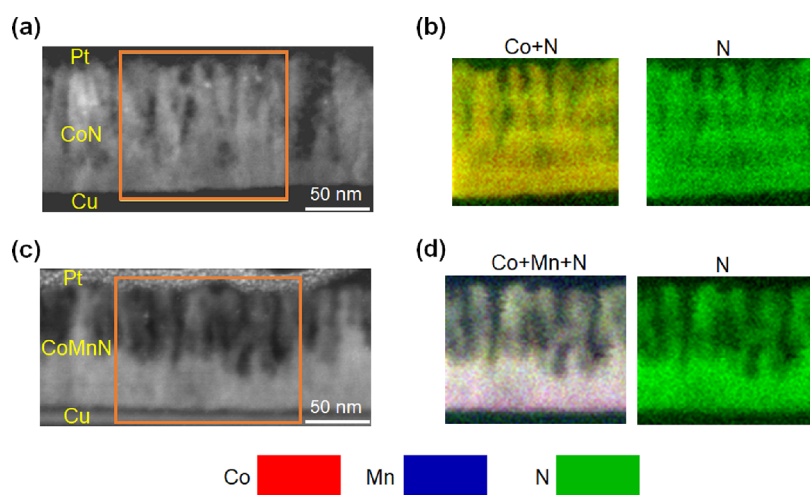 (a)
Pt
CoN
Cu
50 nm
(b)
Co+N
N
(c)
Pt
CoMnN
Cu
50 nm
(d)
Co+Mn+N
N
Co
Mn
N